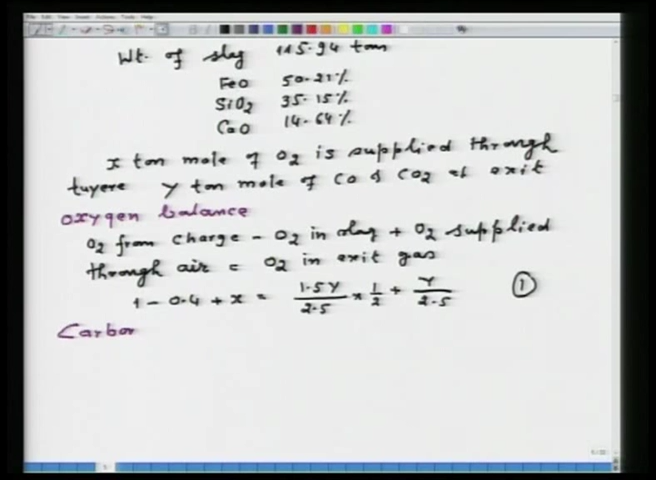 Wt. of slag 115.94 ton
FeO 50.21%
SiO2 35.15%
CaO 14.64%
x ton mole of O2 is supplied through
tuyere Y ton mole of CO & CO2 at exit
Oxygen balance
O2 from charge - O2 in slag + O2 supplied
through air = O2 in exit gas
1 - 0.4 + x = 1.5Y/2.5 * 1/2 + Y/2.5 ①
Carbon